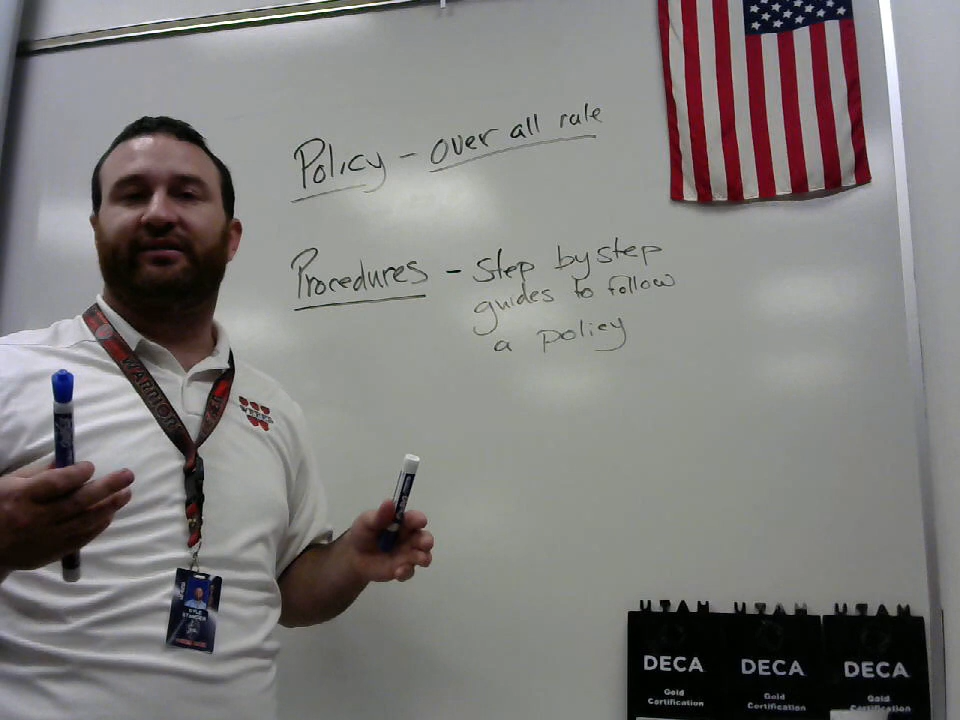 Policy - over all rule
Procedures - step by step
guides to follow
a policy
WARRIOR
UTAH UTAH UTAH
DECA DECA DECA
Gold Gold Gold
Certification Certification Certification